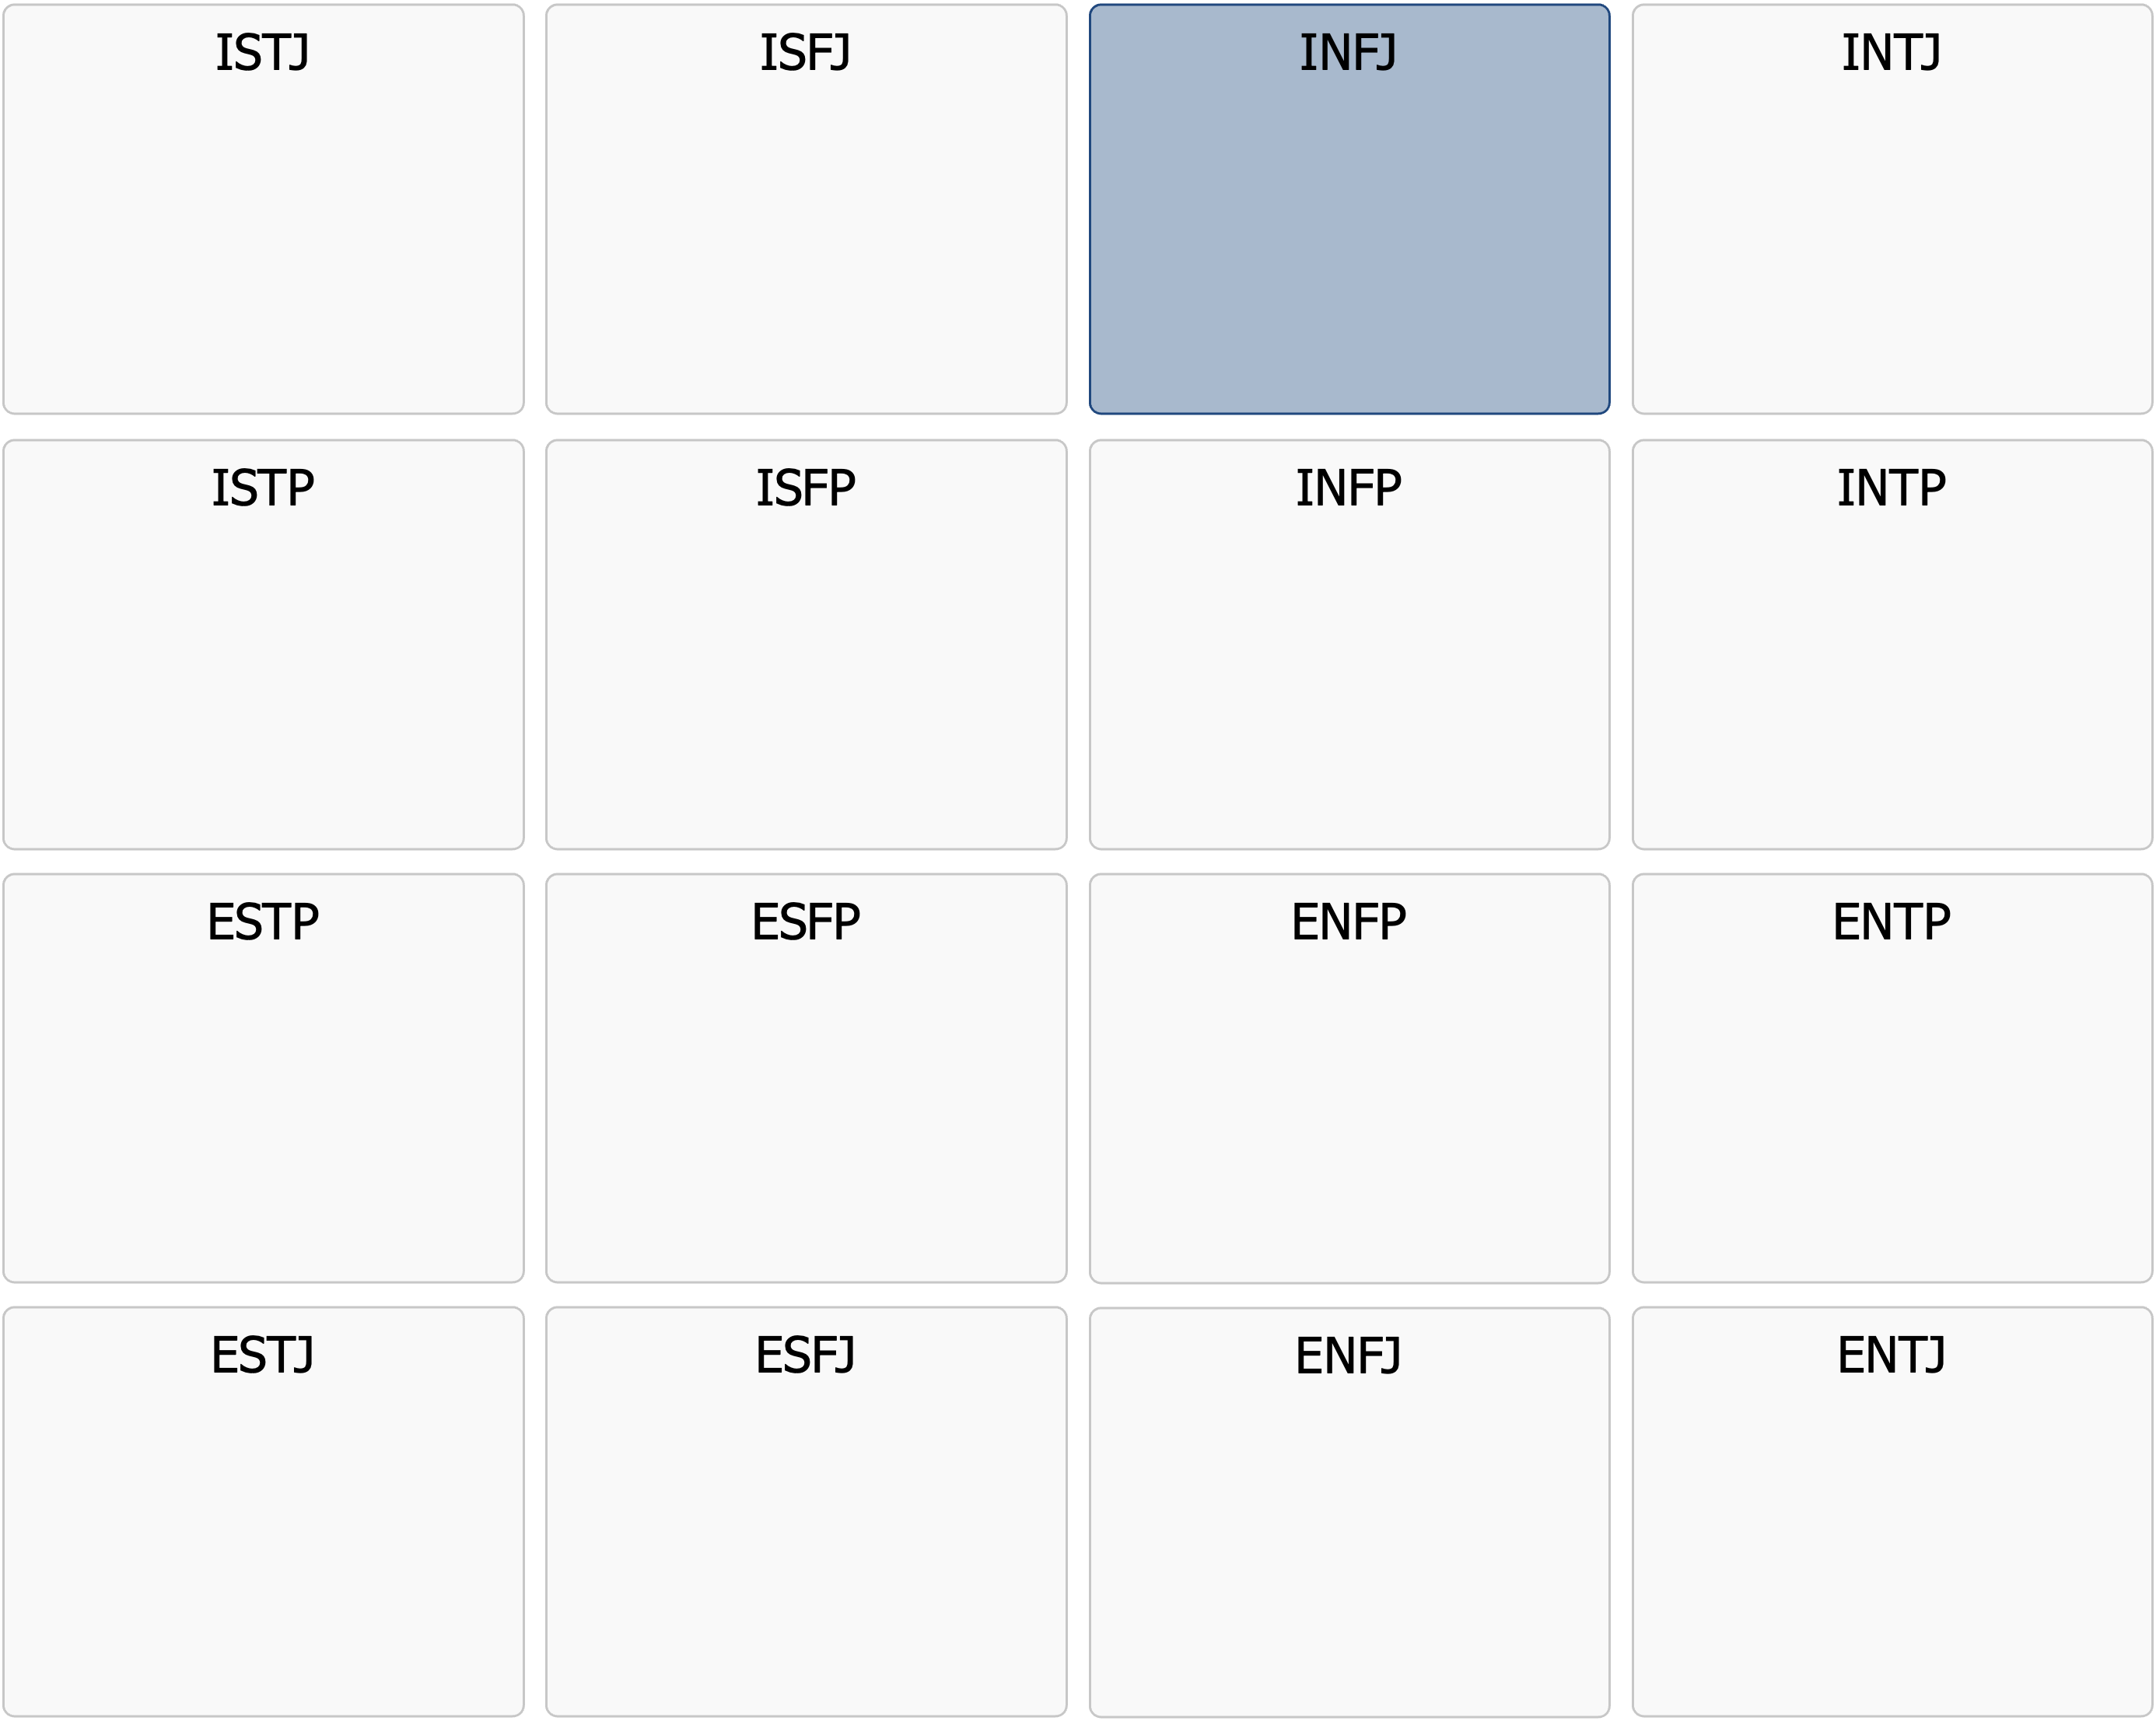 ISTJ ISFJ INFJ INTJ
ISTP ISFP INFP INTP
ESTP ESFP ENFP ENTP
ESTJ ESFJ ENFJ ENTJ